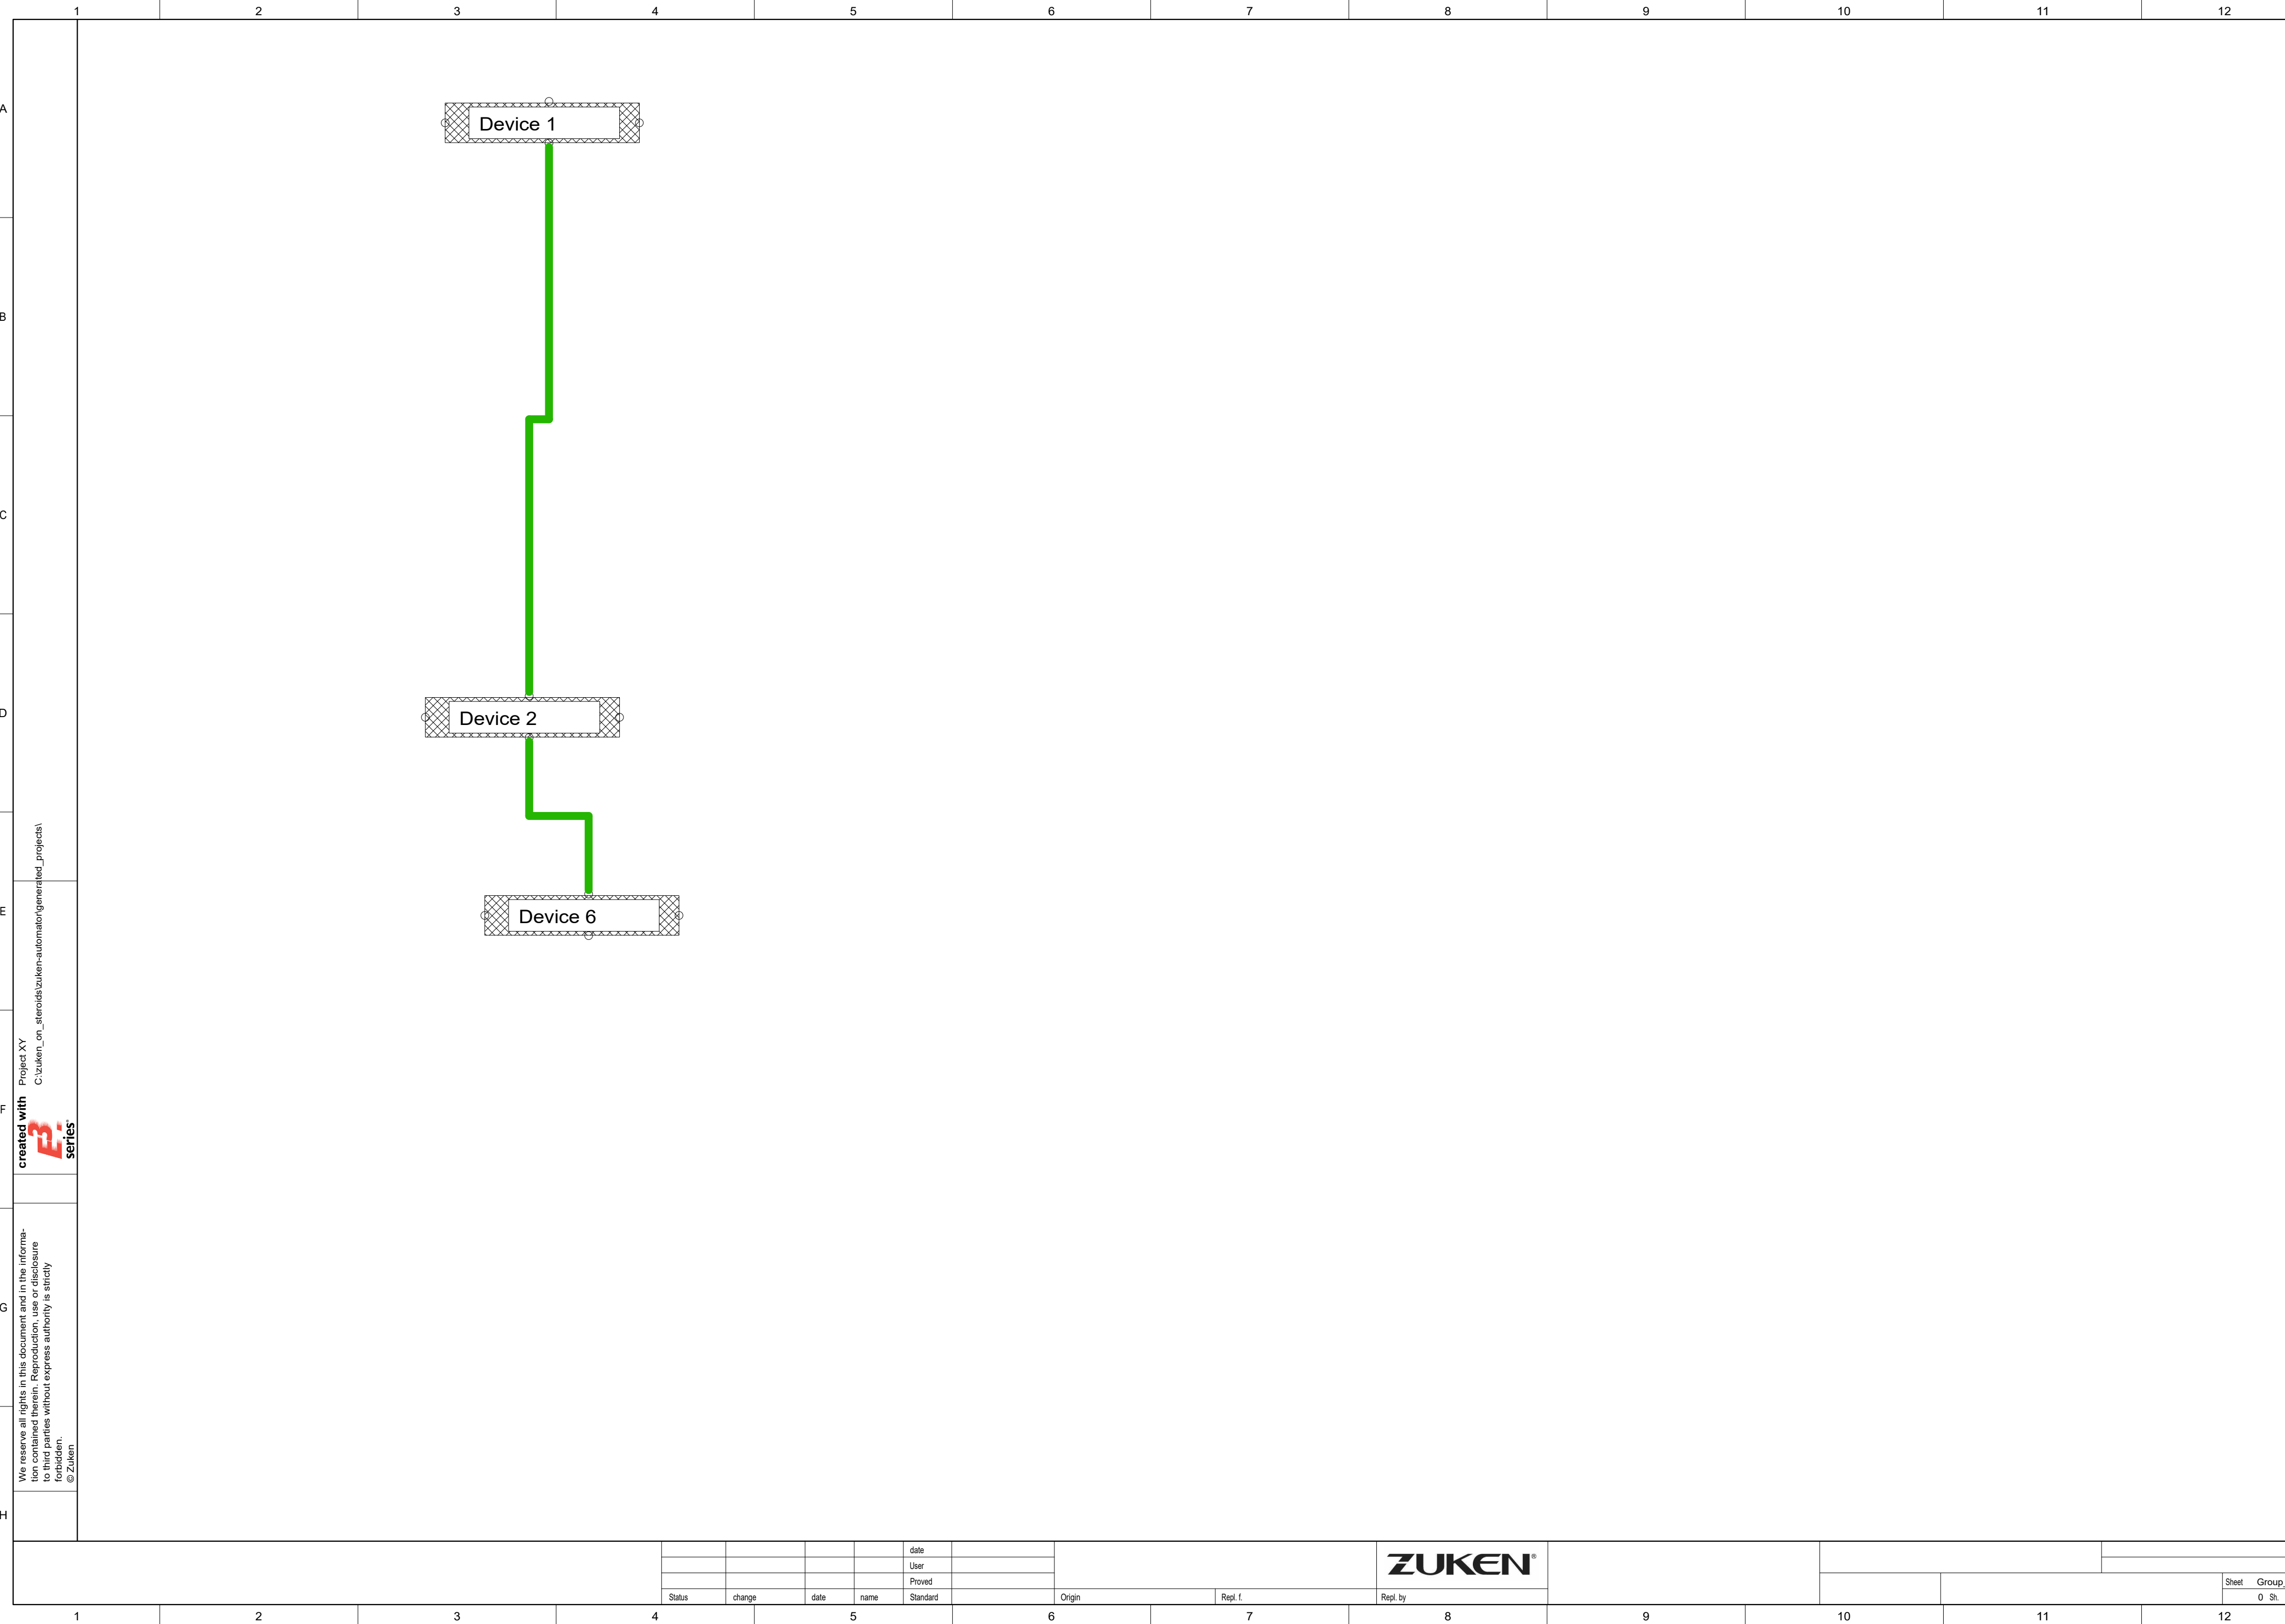 1 2 3 4 5 6 7 8 9 10 11 12
A
B
C
D
E
F
G
H
Device 1
Device 2
Device 6
Project XY
C:\zuken_on_steroids\zuken-automator\generated_projects\
created with
E³.
series®
We reserve all rights in this document and in the informa-
tion contained therein. Reproduction, use or disclosure
to third parties without express authority is strictly
forbidden.
© Zuken
date
User
Proved
Status change date name Standard Origin Repl. f. Repl. by
ZUKEN®
Sheet Group_
0 Sh.
1 2 3 4 5 6 7 8 9 10 11 12